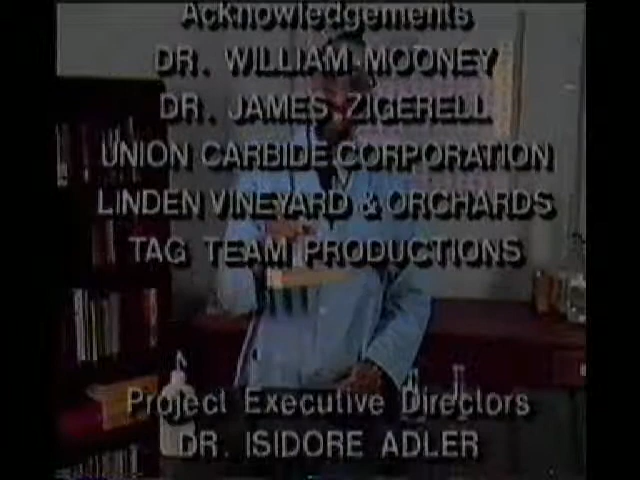 Acknowledgements
DR. WILLIAM MOONEY
DR. JAMES ZIGERELL
UNION CARBIDE CORPORATION
LINDEN VINEYARD & ORCHARDS
TAG TEAM PRODUCTIONS
Project Executive Directors
DR. ISIDORE ADLER